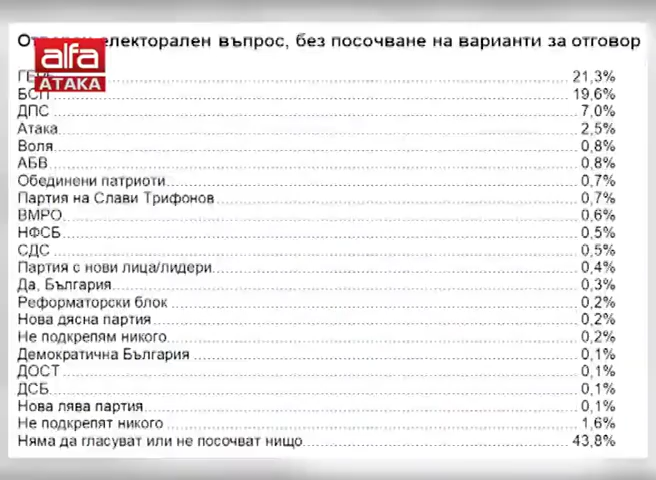 електорален въпрос, без посочване на варианти за отговор
alfa
АТАКА
21,3%
БСП 19,6%
ДПС 7,0%
Атака 2,5%
Воля 0,8%
АБВ 0,8%
Обединени патриоти 0,7%
Партия на Слави Трифонов 0,7%
ВМРО 0,6%
НФСБ 0,5%
СДС 0,5%
Партия с нови лица/лидери 0,4%
Да, България 0,3%
Реформаторски блок 0,2%
Нова дясна партия 0,2%
Не подкрепям никого 0,2%
Демократична България 0,1%
ДОСТ 0,1%
ДСБ 0,1%
Нова лява партия 0,1%
Не подкрепят никого 1,6%
Няма да гласуват или не посочват нищо 43,8%